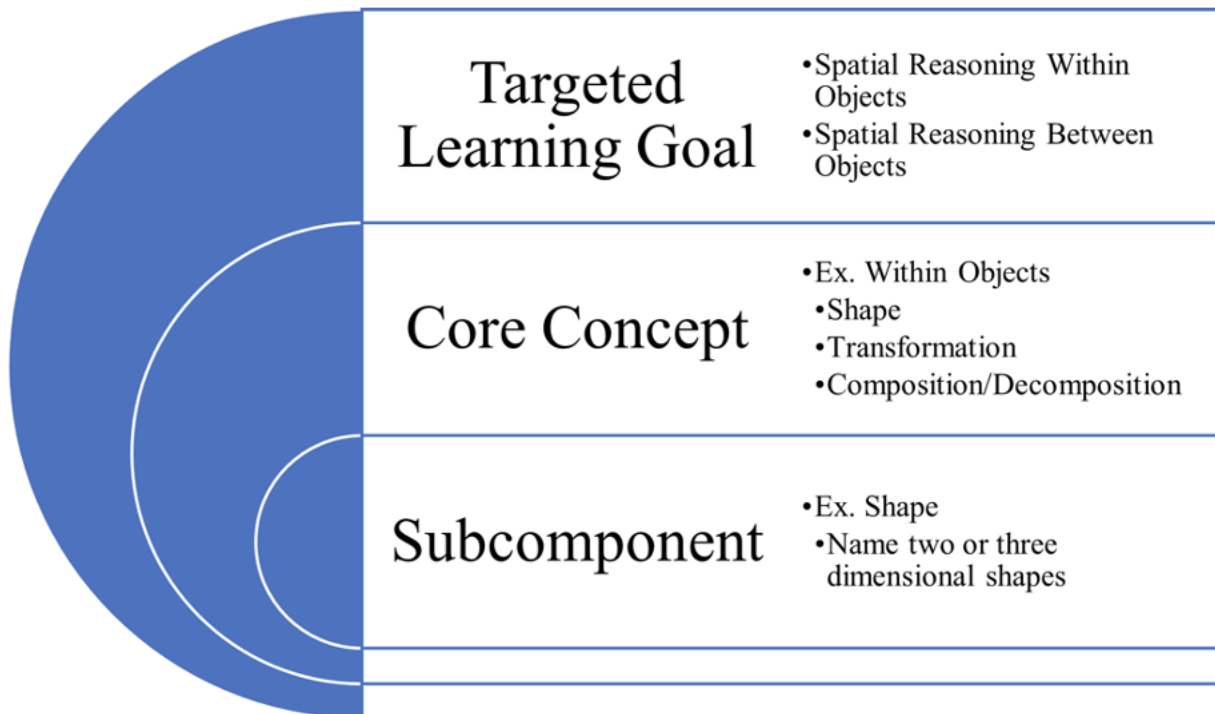 Targeted
Learning Goal
•Spatial Reasoning Within
Objects
•Spatial Reasoning Between
Objects
Core Concept
•Ex. Within Objects
•Shape
•Transformation
•Composition/Decomposition
Subcomponent
•Ex. Shape
•Name two or three
dimensional shapes